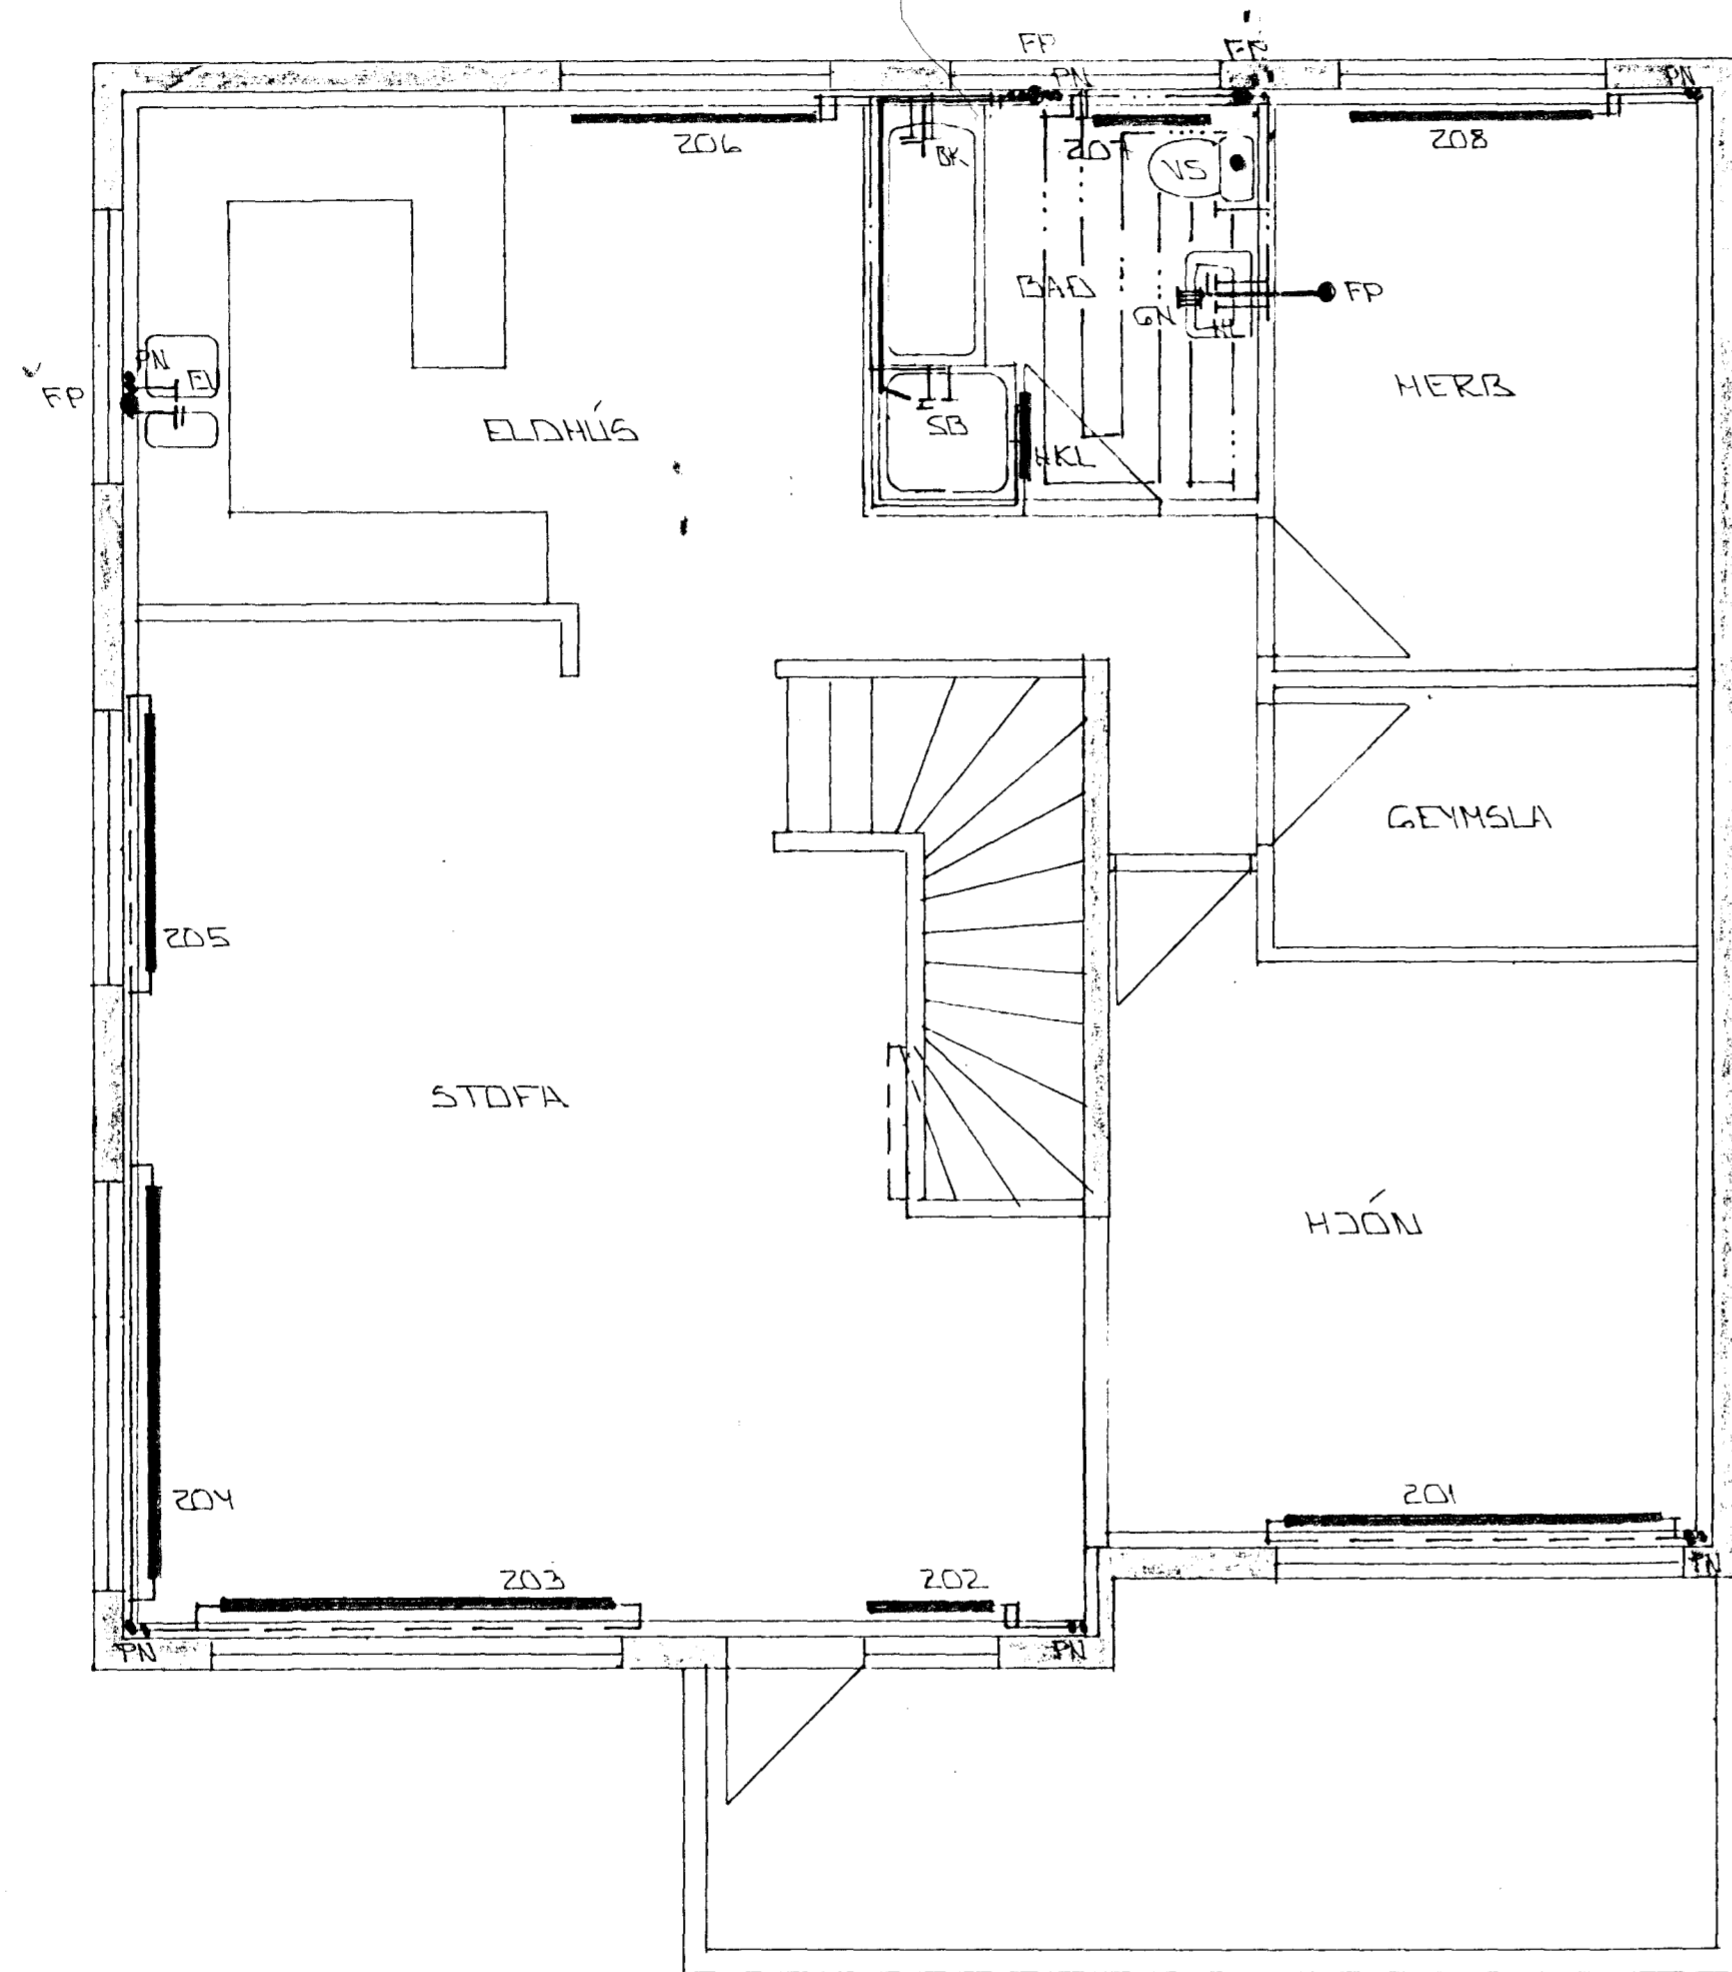 FP
FP
PN
PN
206
BK
207
VS
208
BAÐ
GN
HL
FP
PN
EV
FP
HERB
ELDHÚS
SB
HKL
GEYMSLA
205
STOFA
HJÓN
204
201
203
202
PN
PN
PN